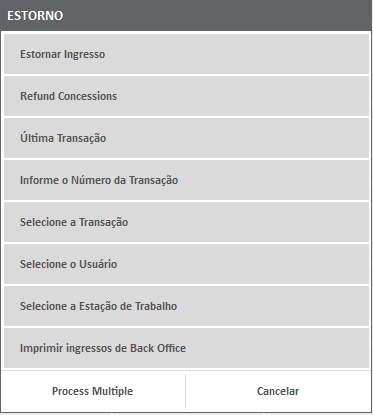 ESTORNO
Estornar Ingresso
Refund Concessions
Última Transação
Informe o Número da Transação
Selecione a Transação
Selecione o Usuário
Selecione a Estação de Trabalho
Imprimir ingressos de Back Office
Process Multiple
Cancelar